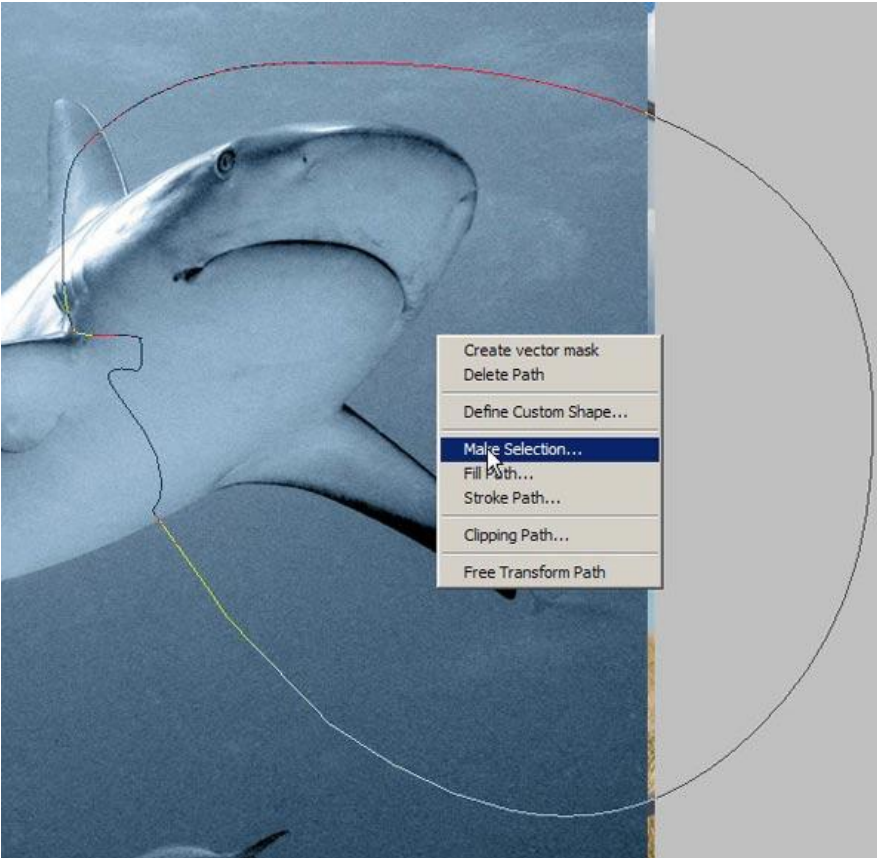 Create vector mask
Delete Path
Define Custom Shape...
Make Selection...
Fill Path...
Stroke Path...
Clipping Path...
Free Transform Path